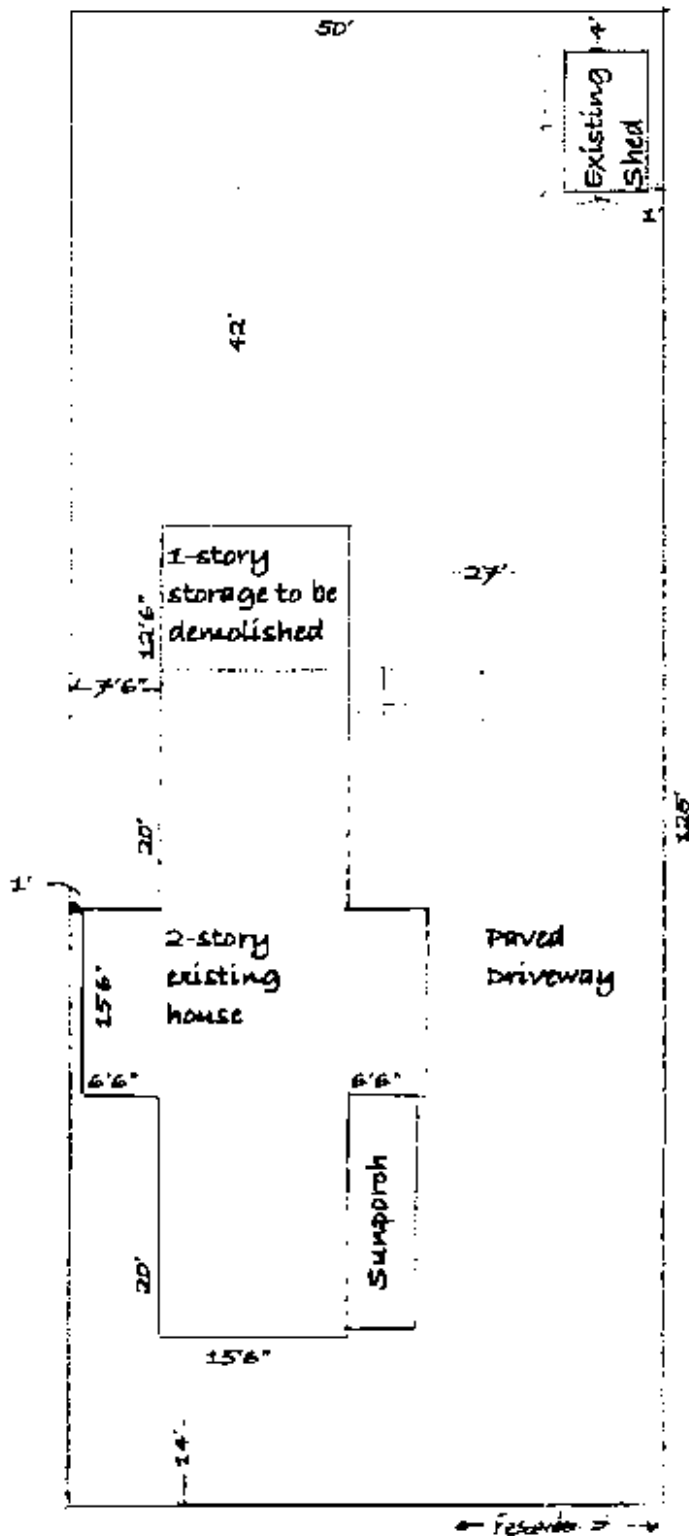 50'
4'
Existing
Shed
42'
1-story
storage to be
demolished
12'6"
27'
7'6"
20'
125'
1'
2-story
existing
house
Paved
Driveway
15'6"
6'6"
6'6"
Sunporch
20'
15'6"
14'